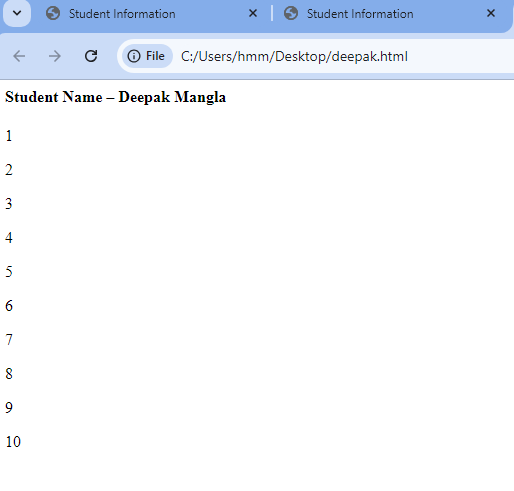 Student Information
Student Information
File C:/Users/hmm/Desktop/deepak.html
Student Name – Deepak Mangla
1
2
3
4
5
6
7
8
9
10